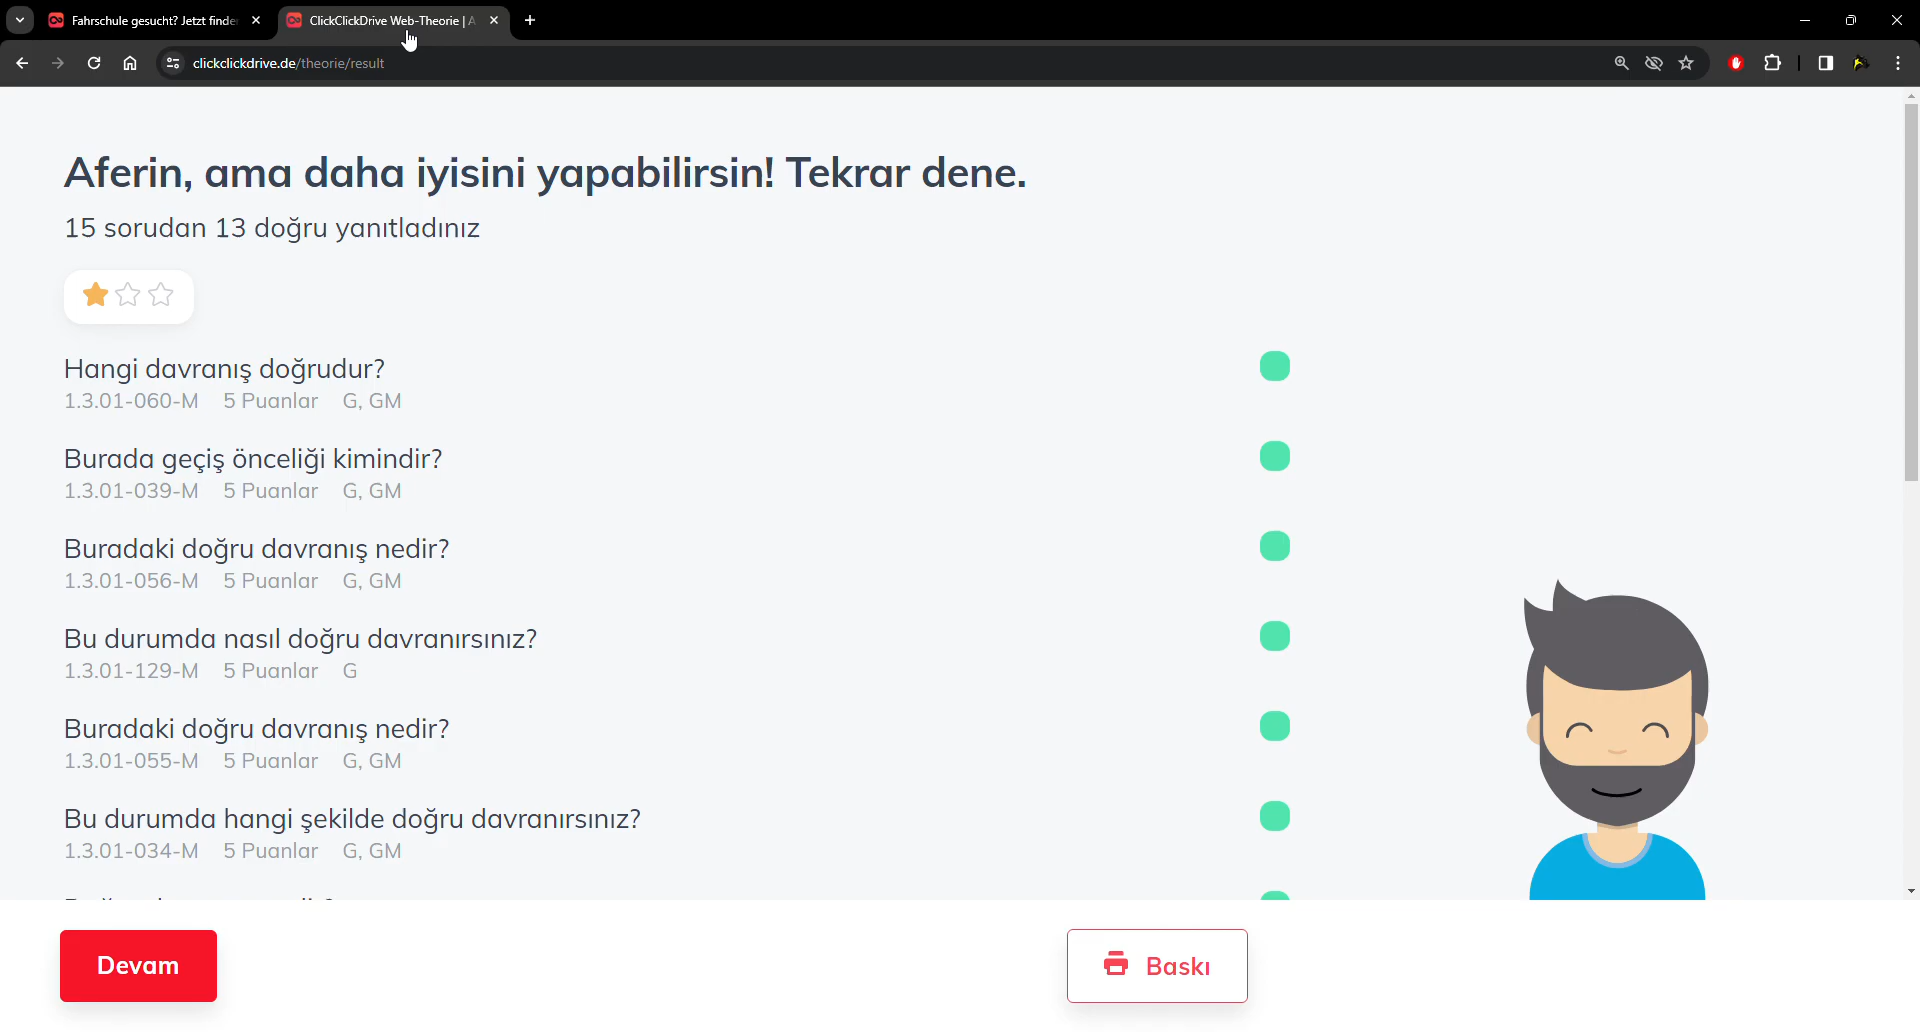 Fahrschule gesucht? Jetzt finde
ClickClickDrive Web-Theorie | A
clickclickdrive.de/theorie/result
Aferin, ama daha iyisini yapabilirsin! Tekrar dene.
15 sorudan 13 doğru yanıtladınız
Hangi davranış doğrudur?
1.3.01-060-M 5 Puanlar G, GM
Burada geçiş önceliği kimindir?
1.3.01-039-M 5 Puanlar G, GM
Buradaki doğru davranış nedir?
1.3.01-056-M 5 Puanlar G, GM
Bu durumda nasıl doğru davranırsınız?
1.3.01-129-M 5 Puanlar G
Buradaki doğru davranış nedir?
1.3.01-055-M 5 Puanlar G, GM
Bu durumda hangi şekilde doğru davranırsınız?
1.3.01-034-M 5 Puanlar G, GM
Devam
Baskı